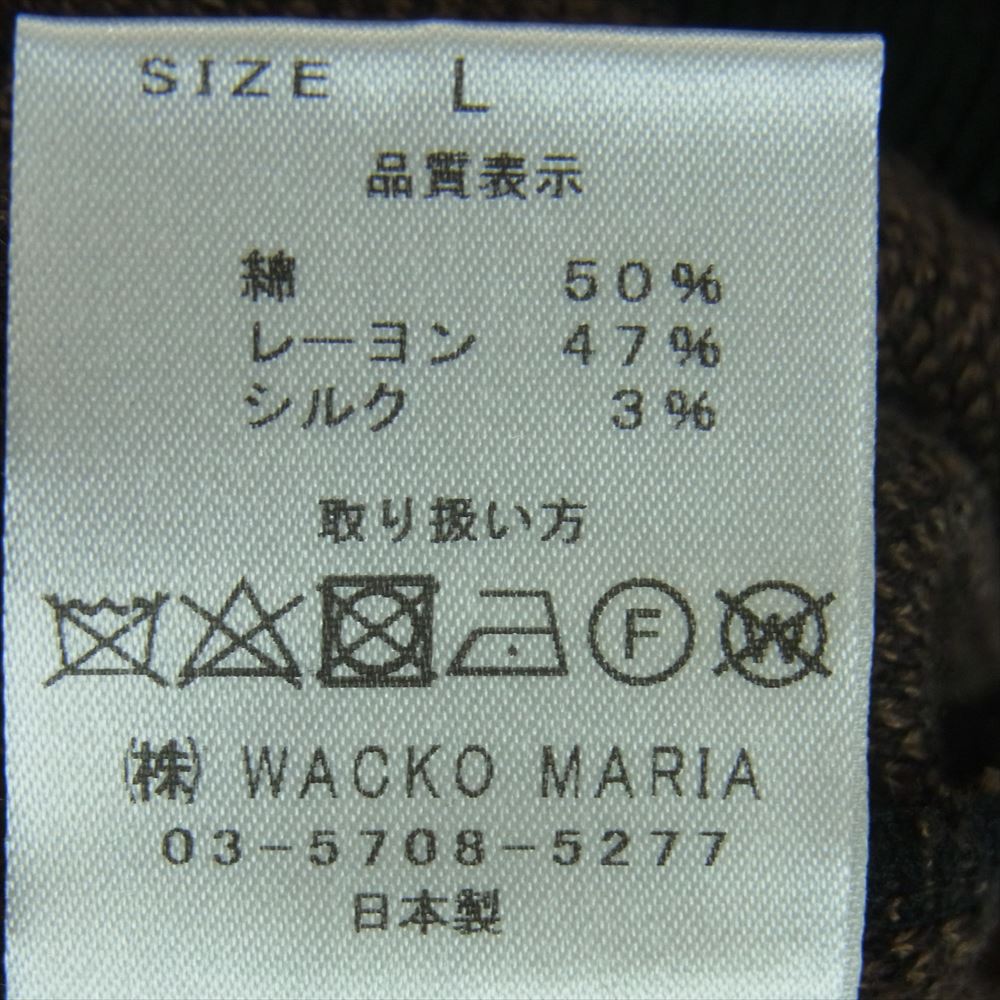 SIZE L
品質表示
綿 50%
レーヨン 47%
シルク 3%
取り扱い方
F W
(株) WACKO MARIA
03-5708-5277
日本製